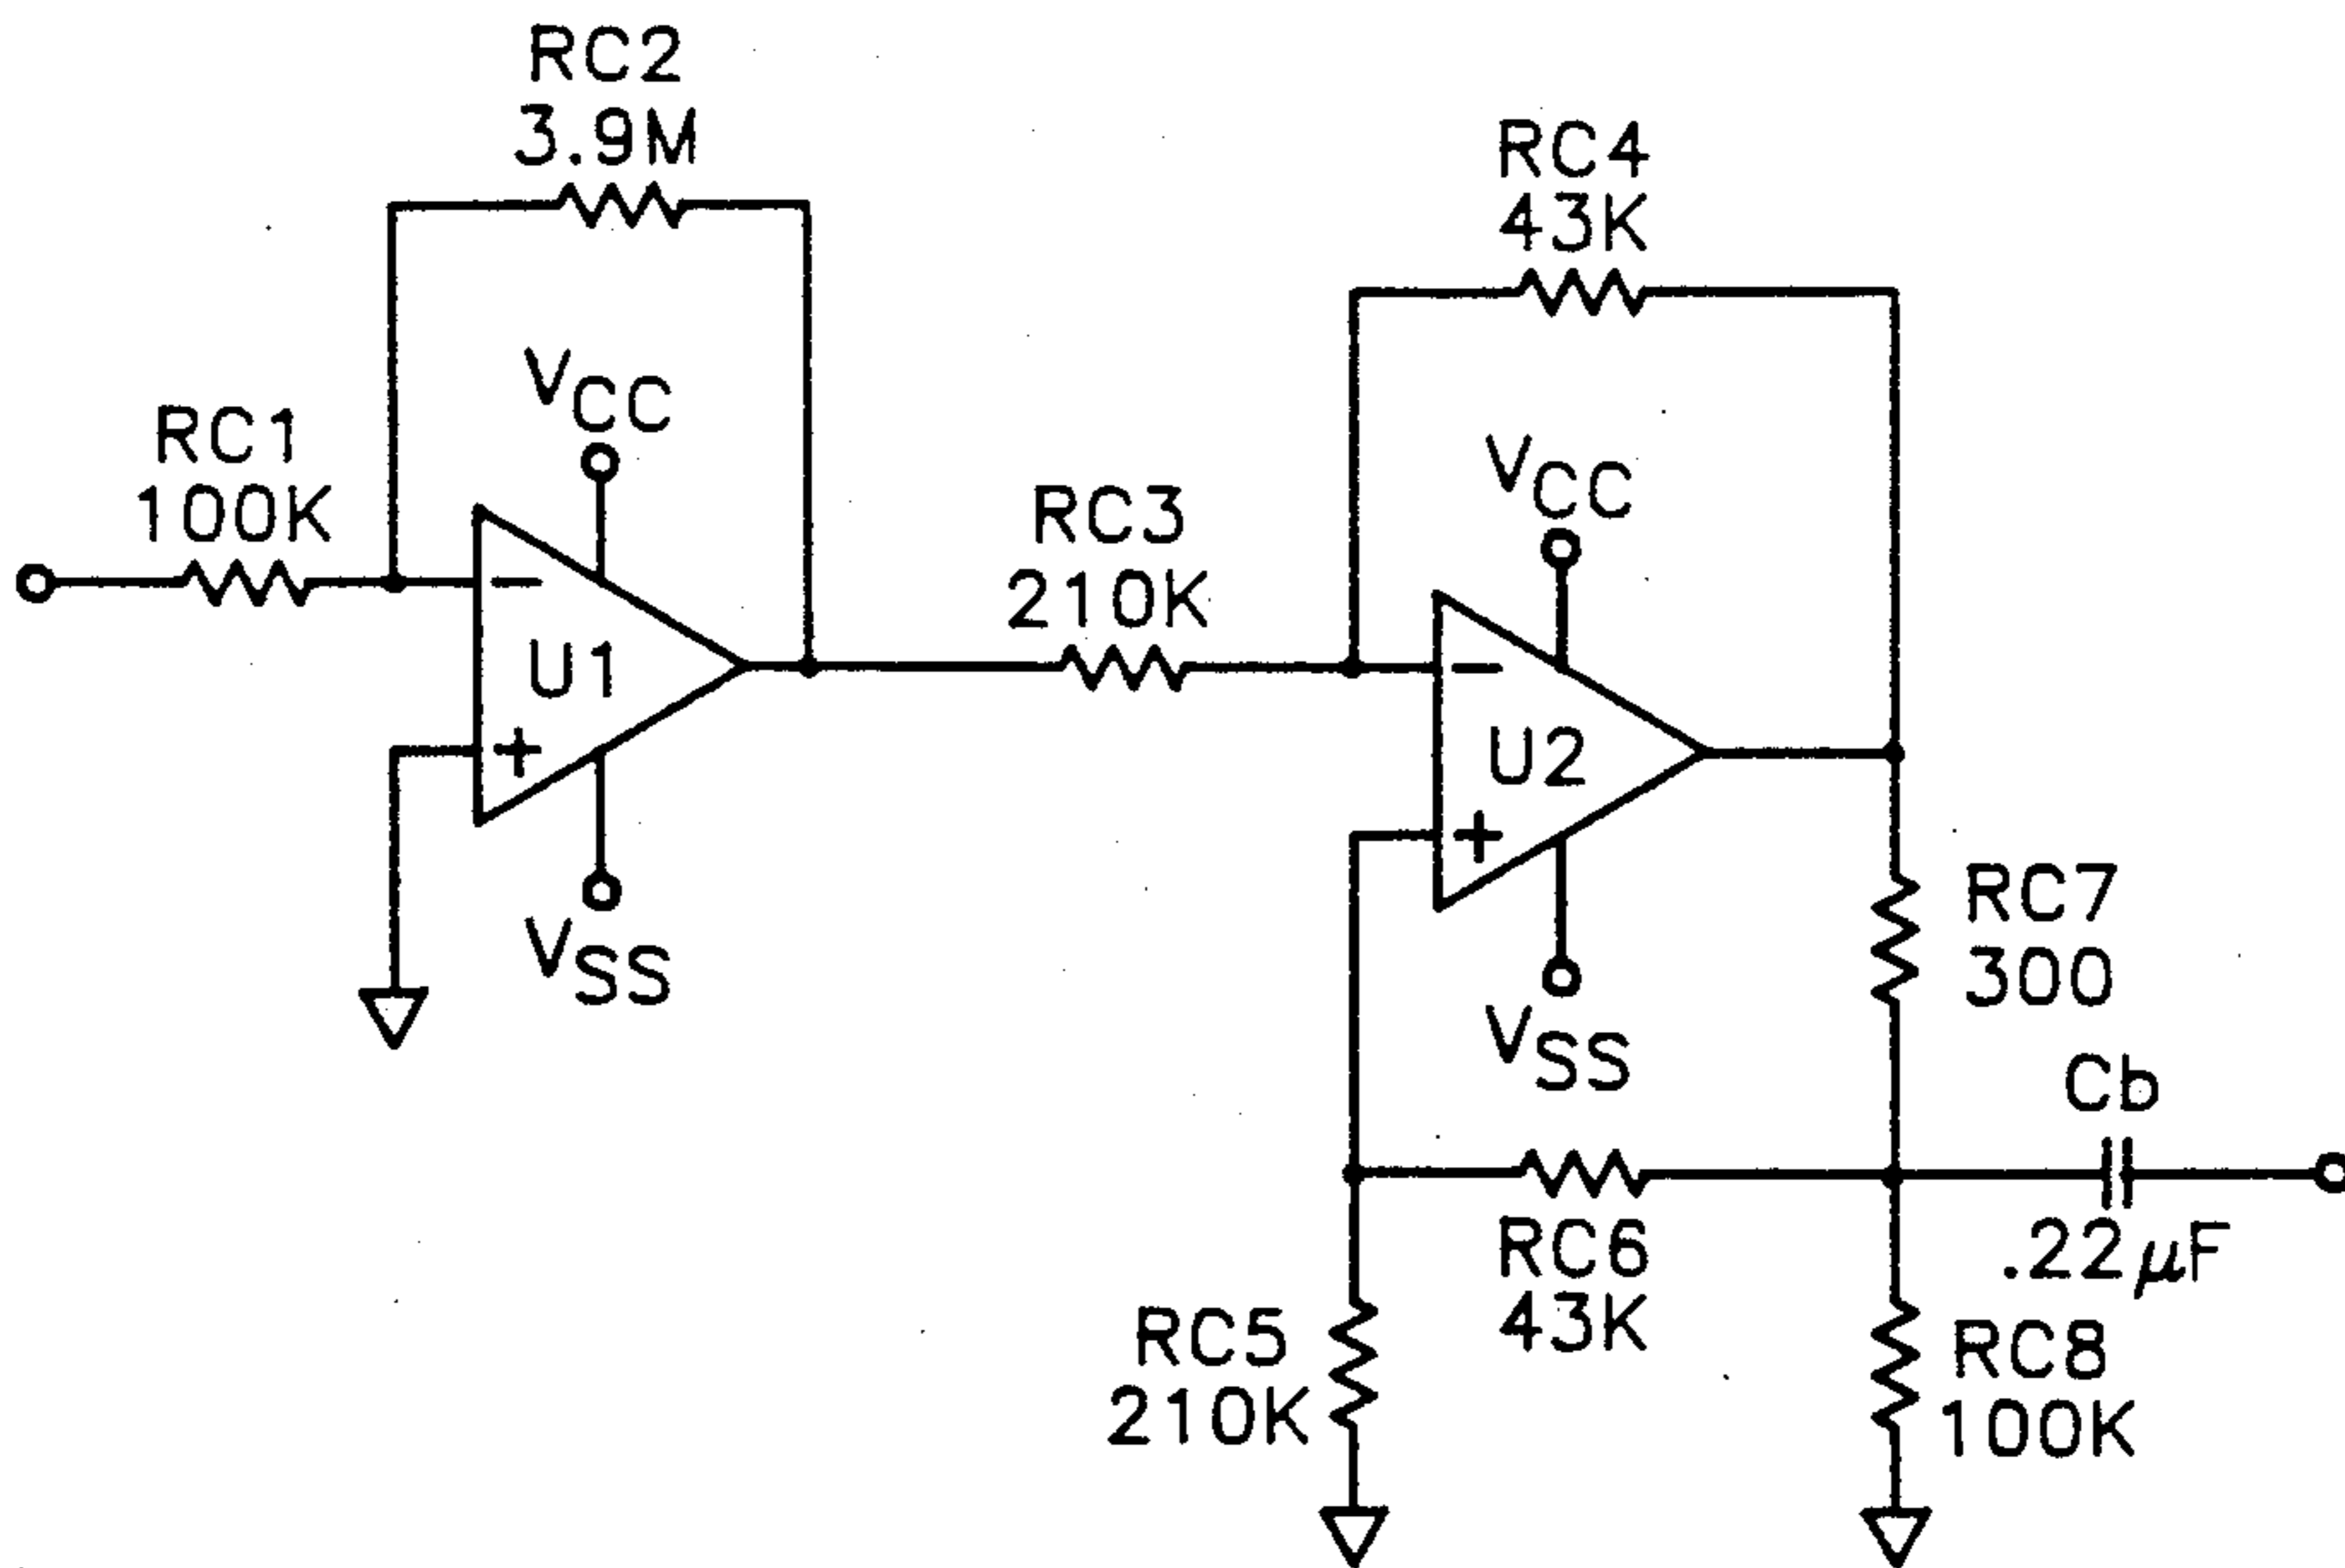 RC2
3.9M
RC4
43K
VCC
RC1
100K
VCC
RC3
210K
−
U1
+
−
U2
+
VSS
RC7
300
VSS
Cb
.22μF
RC6
43K
RC5
210K
RC8
100K